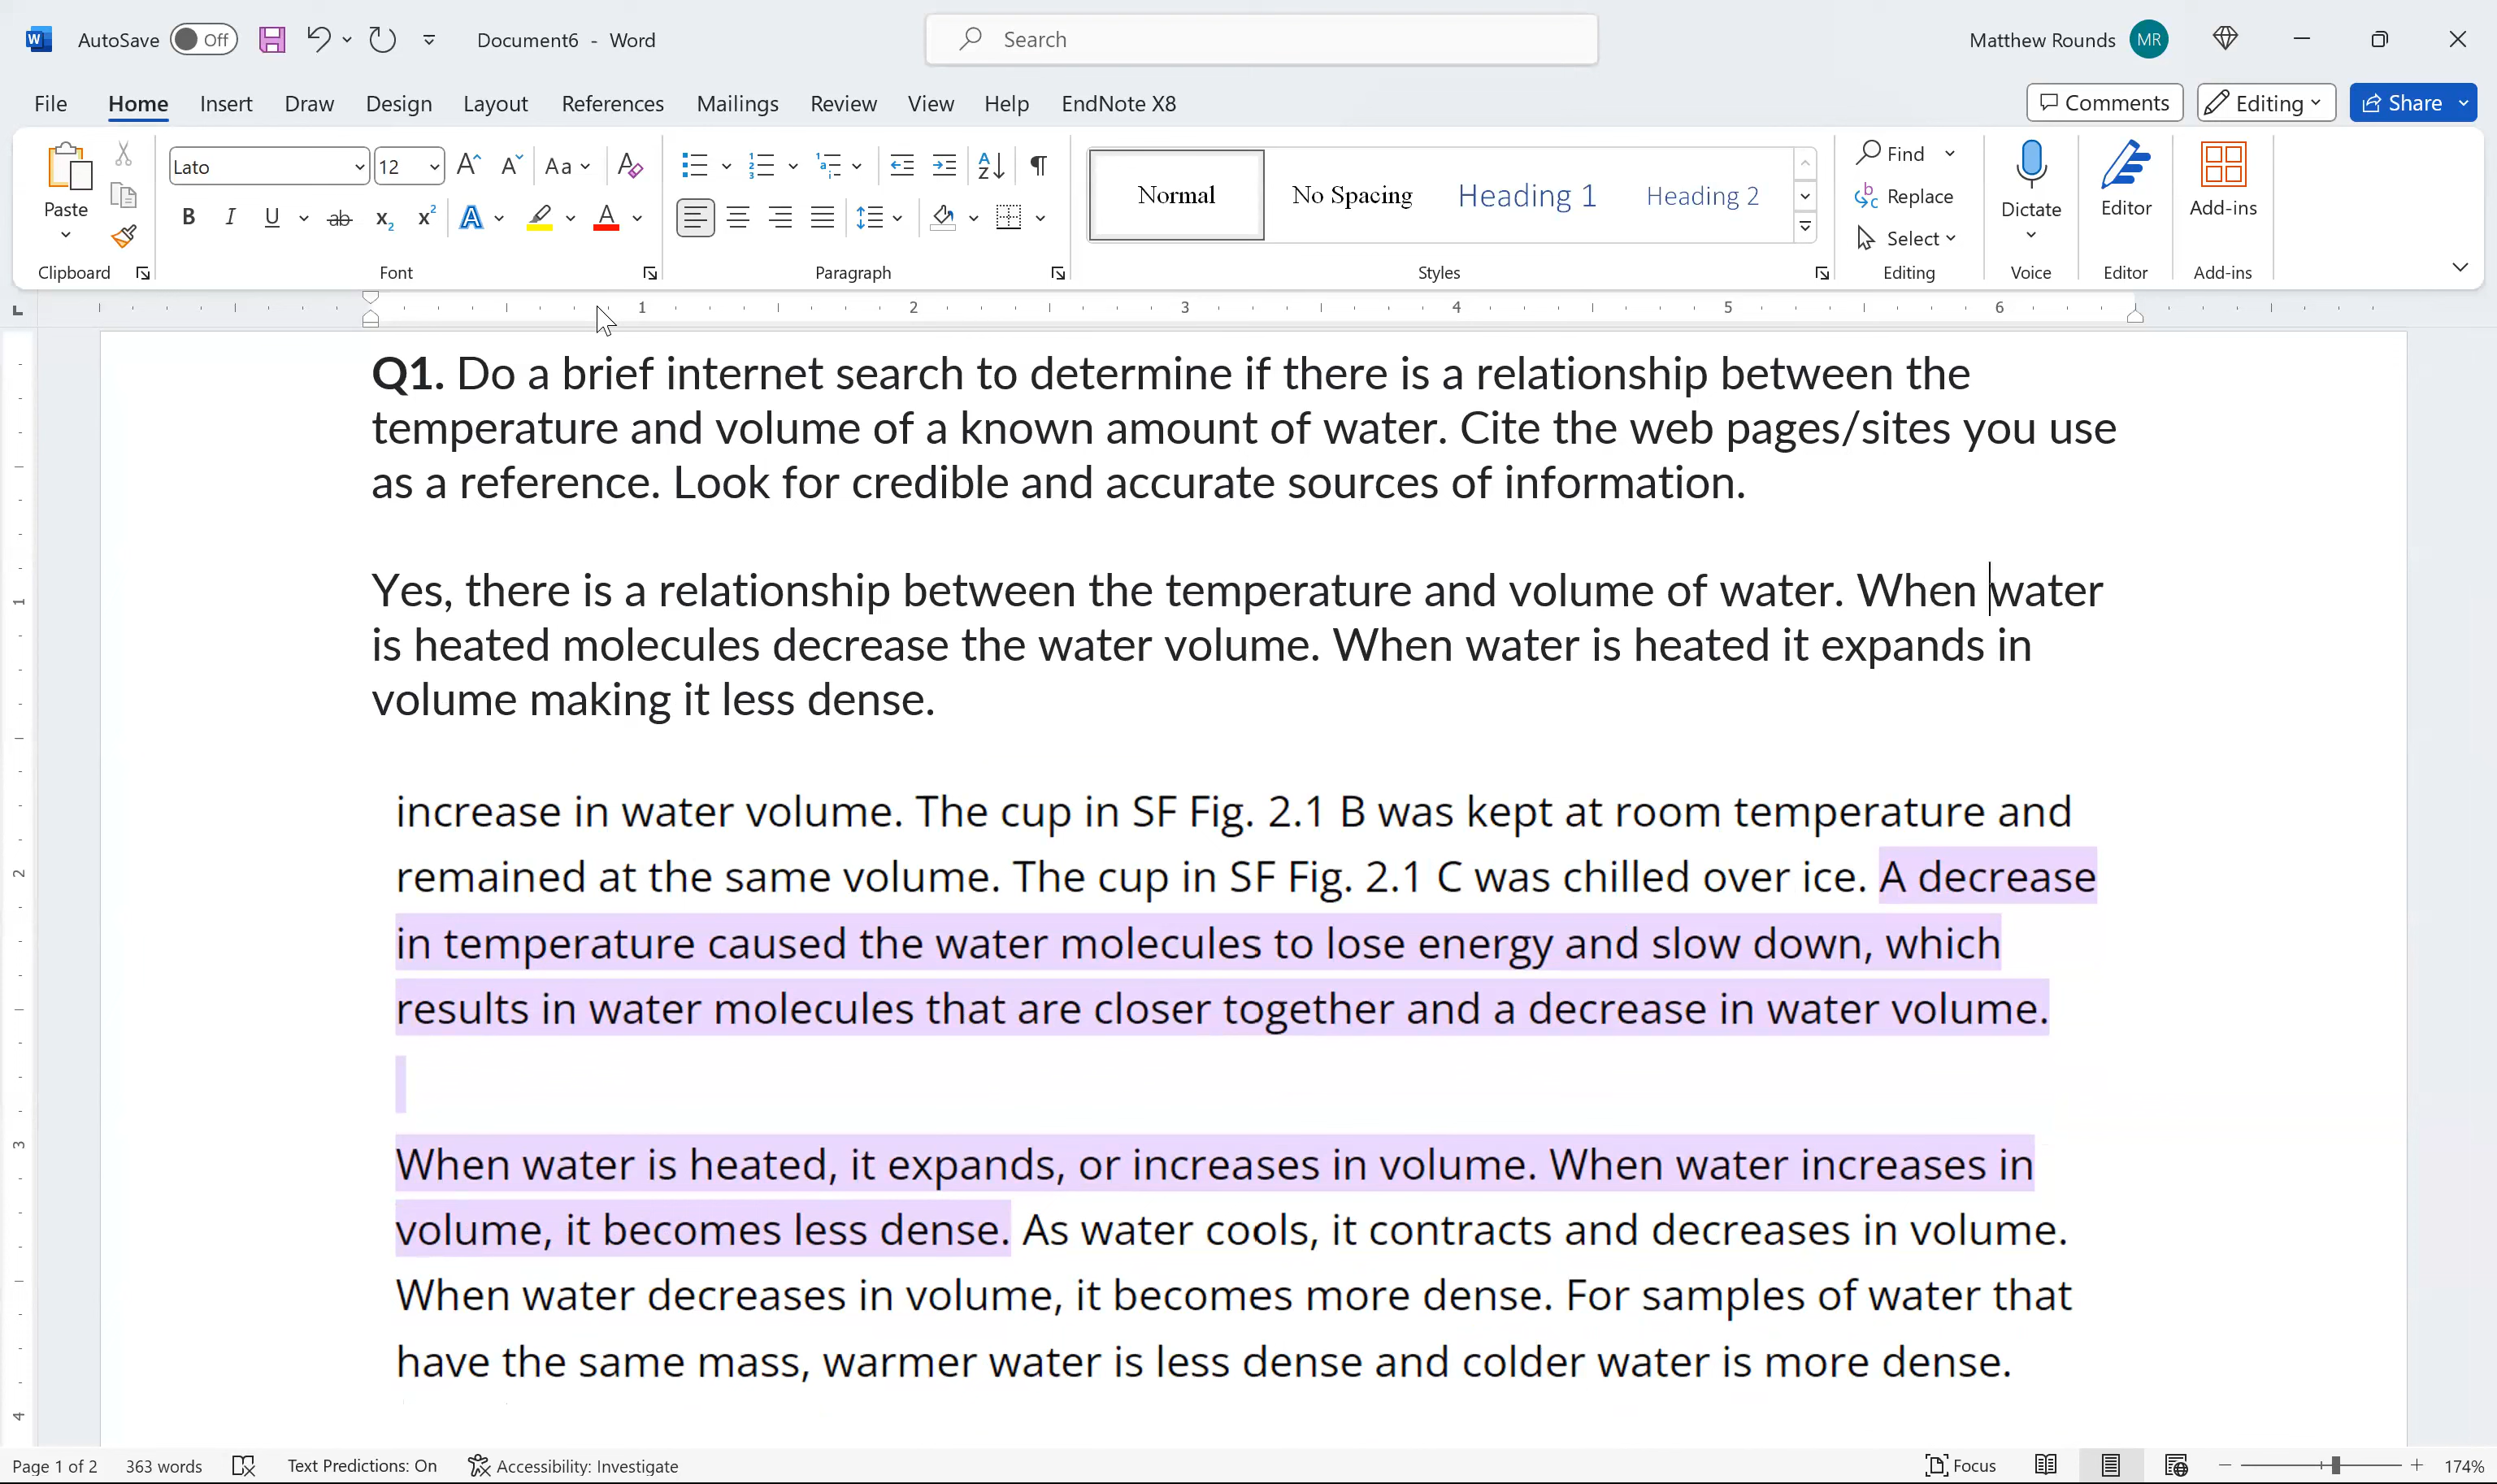 AutoSave Off Document6 - Word Search Matthew Rounds MR
File Home Insert Draw Design Layout References Mailings Review View Help EndNote X8 Comments Editing Share
Paste Lato 12 Aa Normal No Spacing Heading 1 Heading 2 Find Replace Select Dictate Editor Add-ins
Clipboard Font Paragraph Styles Editing Voice Editor Add-ins
1 2 3 4 5 6
Q1. Do a brief internet search to determine if there is a relationship between the
temperature and volume of a known amount of water. Cite the web pages/sites you use
as a reference. Look for credible and accurate sources of information.
Yes, there is a relationship between the temperature and volume of water. When water
is heated molecules decrease the water volume. When water is heated it expands in
volume making it less dense.
increase in water volume. The cup in SF Fig. 2.1 B was kept at room temperature and
remained at the same volume. The cup in SF Fig. 2.1 C was chilled over ice. A decrease
in temperature caused the water molecules to lose energy and slow down, which
results in water molecules that are closer together and a decrease in water volume.
When water is heated, it expands, or increases in volume. When water increases in
volume, it becomes less dense. As water cools, it contracts and decreases in volume.
When water decreases in volume, it becomes more dense. For samples of water that
have the same mass, warmer water is less dense and colder water is more dense.
1
2
3
4
Page 1 of 2 363 words Text Predictions: On Accessibility: Investigate Focus 174%